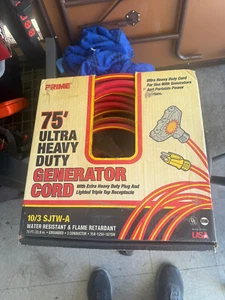 PRIME
Ultra Heavy Duty Cord
For Use With Generators
And Portable Power
75'
ULTRA
HEAVY
DUTY
GENERATOR
CORD
With Extra Heavy Duty Plug And
Lighted Triple Tap Receptacle
10/3 SJTW-A
WATER RESISTANT & FLAME RETARDANT
USA